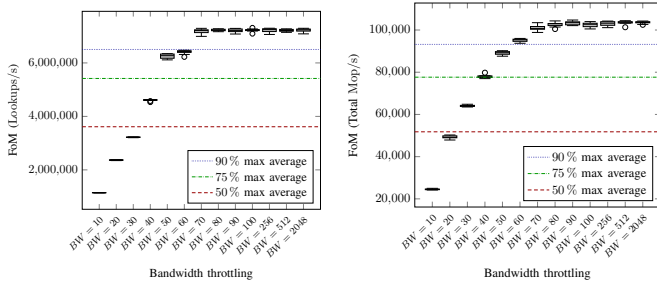 6,000,000
4,000,000
2,000,000
FoM (Lookups/s)
90 % max average
75 % max average
50 % max average
BW = 10
BW = 20
BW = 30
BW = 40
BW = 50
BW = 60
BW = 70
BW = 80
BW = 90
BW = 100
BW = 256
BW = 512
BW = 2048
Bandwidth throttling
100,000
80,000
60,000
40,000
20,000
FoM (Total Mop/s)
90 % max average
75 % max average
50 % max average
BW = 10
BW = 20
BW = 30
BW = 40
BW = 50
BW = 60
BW = 70
BW = 80
BW = 90
BW = 100
BW = 256
BW = 512
BW = 2048
Bandwidth throttling